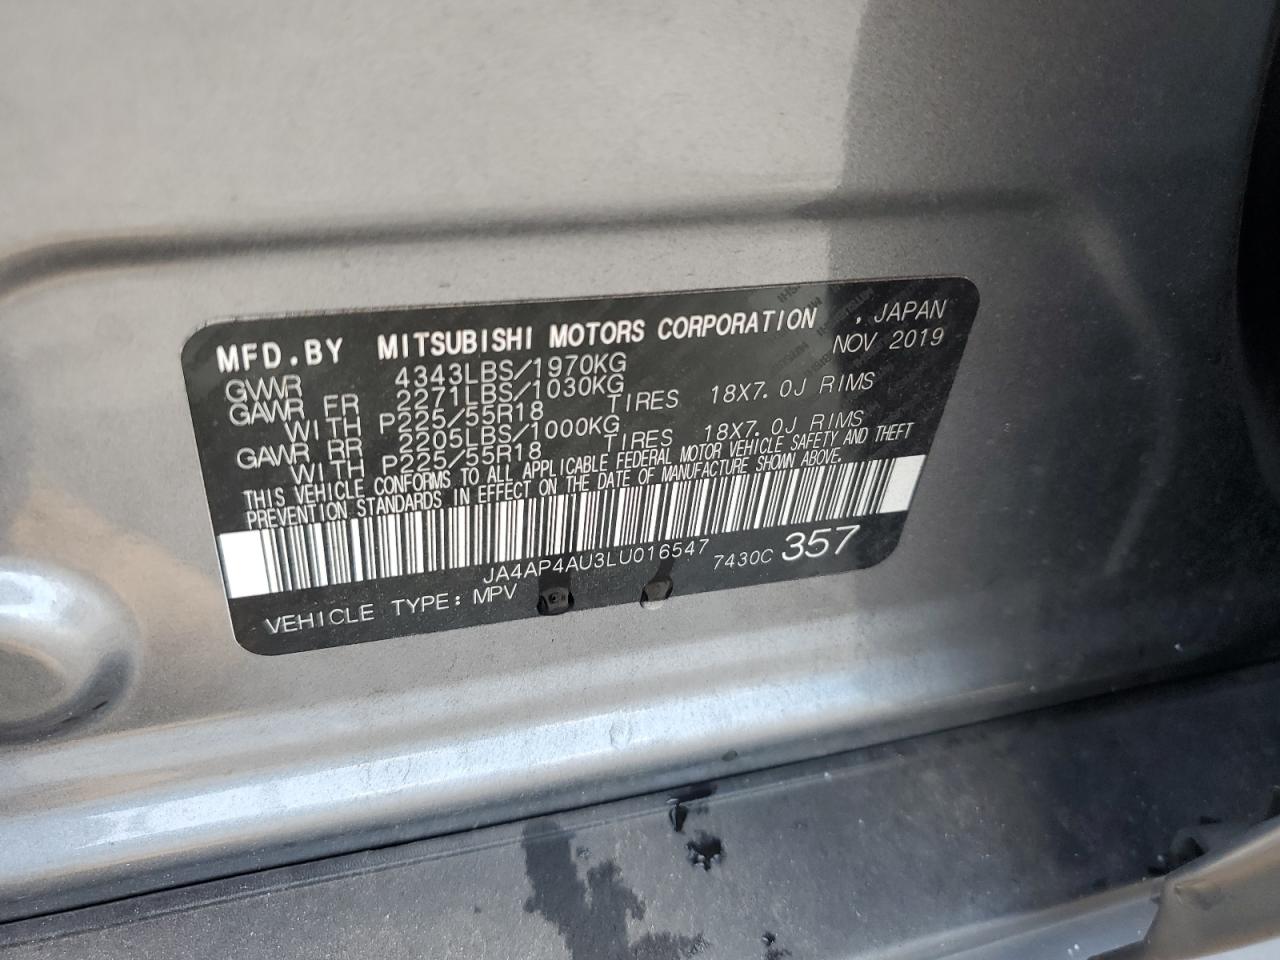 MFD.BY MITSUBISHI MOTORS CORPORATION , JAPAN
NOV 2019
GVWR 4343LBS/1970KG
GAWR FR 2271LBS/1030KG
WITH P225/55R18 TIRES 18X7.0J RIMS
GAWR RR 2205LBS/1000KG
WITH P225/55R18 TIRES 18X7.0J RIMS
THIS VEHICLE CONFORMS TO ALL APPLICABLE FEDERAL MOTOR VEHICLE SAFETY AND THEFT
PREVENTION STANDARDS IN EFFECT ON THE DATE OF MANUFACTURE SHOWN ABOVE.
JA4AP4AU3LU016547 7430C 357
VEHICLE TYPE: MPV